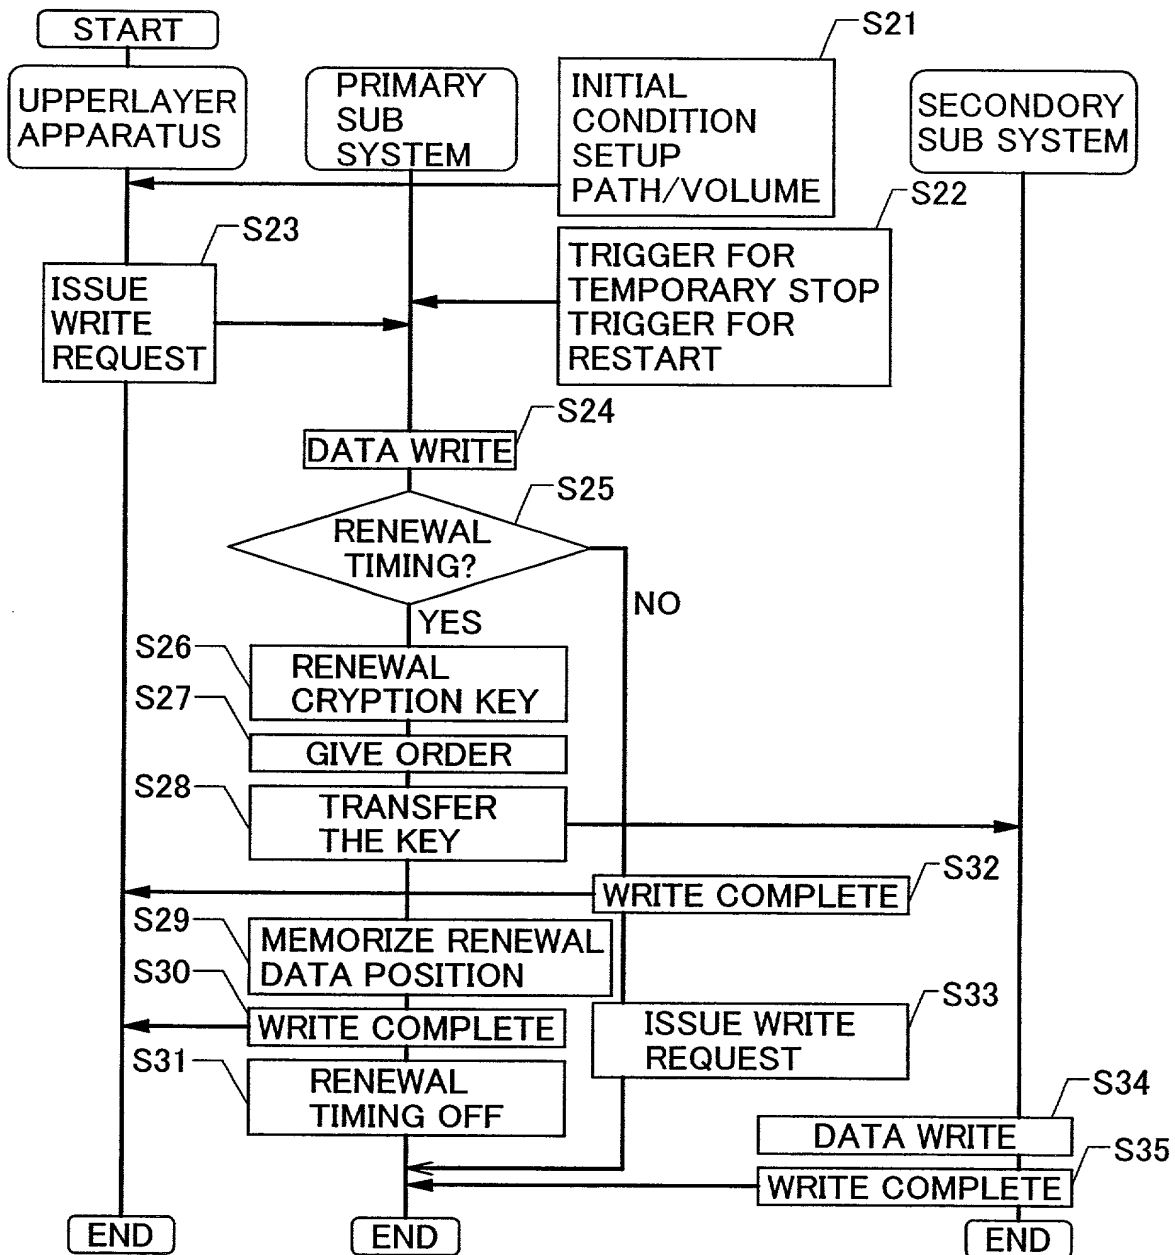 START
S21
UPPERLAYER
APPARATUS
PRIMARY
SUB
SYSTEM
INITIAL
CONDITION
SETUP
PATH/VOLUME
SECONDORY
SUB SYSTEM
S22
S23
TRIGGER FOR
TEMPORARY STOP
TRIGGER FOR
RESTART
ISSUE
WRITE
REQUEST
S24
DATA WRITE
S25
RENEWAL
TIMING?
NO
YES
S26
RENEWAL
CRYPTION KEY
S27
GIVE ORDER
S28
TRANSFER
THE KEY
S32
WRITE COMPLETE
S29
MEMORIZE RENEWAL
DATA POSITION
S30
WRITE COMPLETE
S33
ISSUE WRITE
REQUEST
S31
RENEWAL
TIMING OFF
S34
DATA WRITE
S35
WRITE COMPLETE
END
END
END